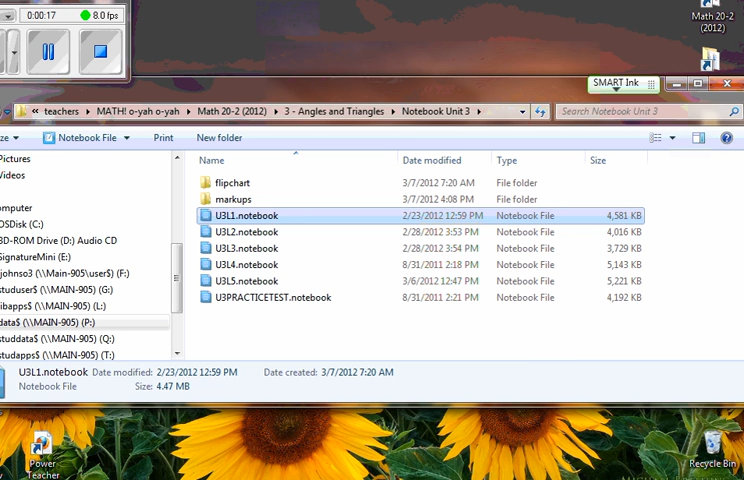 0:00:17 8.0 fps
Math 20-2
(2012)
SMART Ink
« teachers ▸ MATH! o-yah o-yah ▸ Math 20-2 (2012) ▸ 3 - Angles and Triangles ▸ Notebook Unit 3 ▸ Search Notebook Unit 3
ze Notebook File Print New folder
Name Date modified Type Size
Pictures
Videos
omputer
OSDisk (C:)
3D-ROM Drive (D:) Audio CD
SignatureMini (E:)
johnso3 (\\Main-905\user$) (F:)
studuser$ (\\MAIN-905) (G:)
ibapps$ (\\MAIN-905) (L:)
data$ (\\MAIN-905) (P:)
studdata$ (\\MAIN-905) (Q:)
studapps$ (\\MAIN-905) (T:)
flipchart 3/7/2012 7:20 AM File folder
markups 3/7/2012 4:08 PM File folder
U3L1.notebook 2/23/2012 12:59 PM Notebook File 4,581 KB
U3L2.notebook 2/28/2012 3:53 PM Notebook File 4,016 KB
U3L3.notebook 2/28/2012 3:54 PM Notebook File 3,729 KB
U3L4.notebook 8/31/2011 2:18 PM Notebook File 5,143 KB
U3L5.notebook 3/6/2012 12:47 PM Notebook File 5,221 KB
U3PRACTICETEST.notebook 8/31/2011 2:21 PM Notebook File 4,192 KB
U3L1.notebook Date modified: 2/23/2012 12:59 PM Date created: 3/7/2012 7:20 AM
Notebook File Size: 4.47 MB
Power
Teacher
Recycle Bin